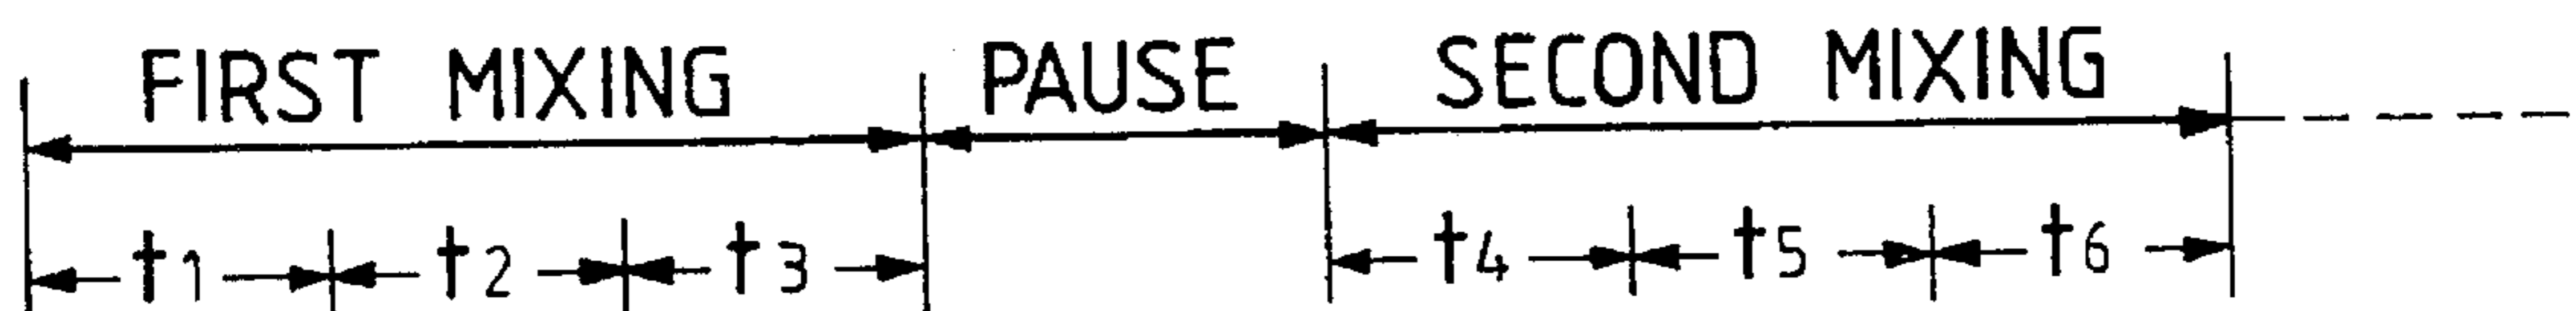 FIRST MIXING PAUSE SECOND MIXING
t1 t2 t3 t4 t5 t6